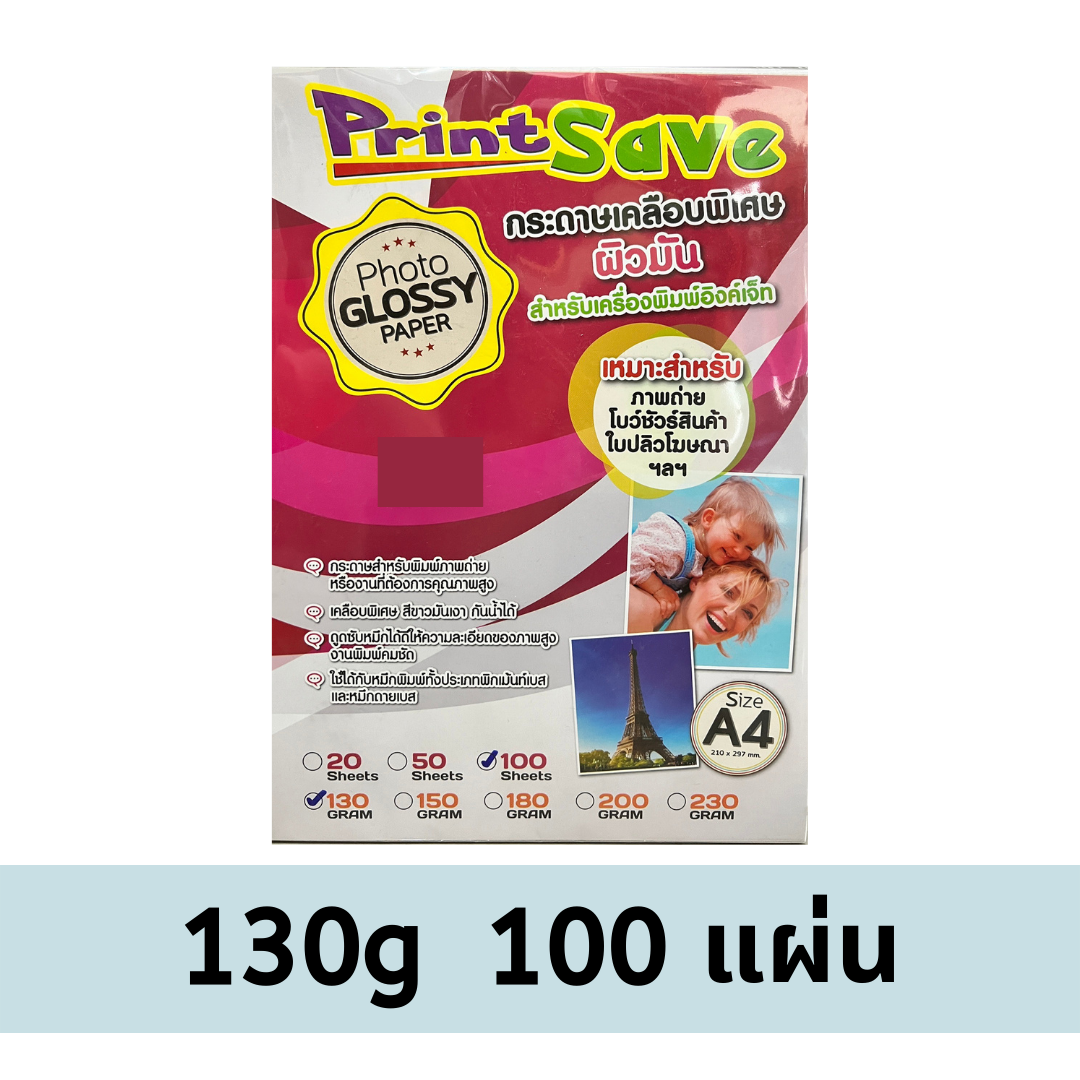 PrintSave
กระดาษเคลือบพิเศษ
ผิวมัน
สำหรับเครื่องพิมพ์อิงค์เจ็ท
Photo
GLOSSY
PAPER
เหมาะสำหรับ
ภาพถ่าย
โบว์ชัวร์สินค้า
ใบปลิวโฆษณา
ฯลฯ
กระดาษสำหรับพิมพ์ภาพถ่าย
หรืองานที่ต้องการคุณภาพสูง
เคลือบพิเศษ สีขาวมันเงา กันน้ำได้
ดูดซับหมึกได้ดีให้ความละเอียดของภาพสูง
งานพิมพ์คมชัด
ใช้ได้กับหมึกพิมพ์ทั้งประเภทพิกเม้นท์เบส
และหมึกดายเบส
Size
A4
210 x 297 mm.
20 Sheets 50 Sheets 100 Sheets
130 GRAM 150 GRAM 180 GRAM 200 GRAM 230 GRAM
130g 100 แผ่น